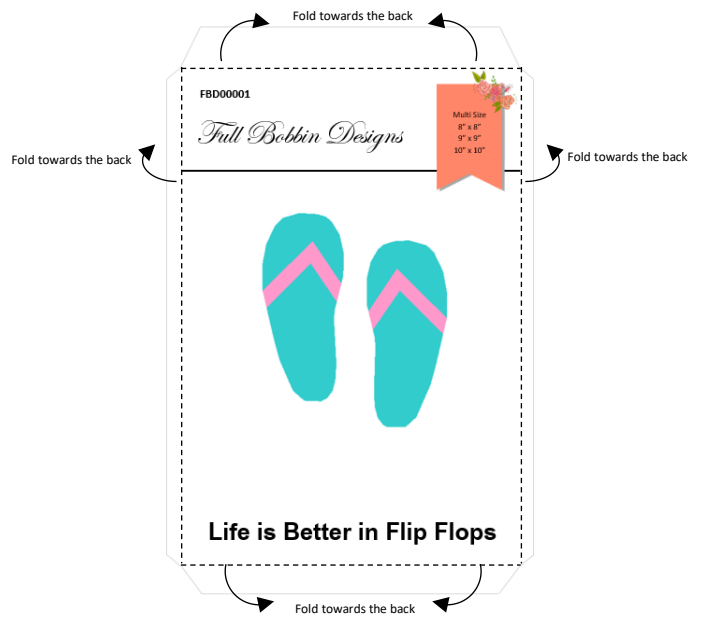 Fold towards the back
FBD00001
Full Bobbin Designs
Multi Size
8” x 8”
9” x 9”
10” x 10”
Fold towards the back
Fold towards the back
Life is Better in Flip Flops
Fold towards the back